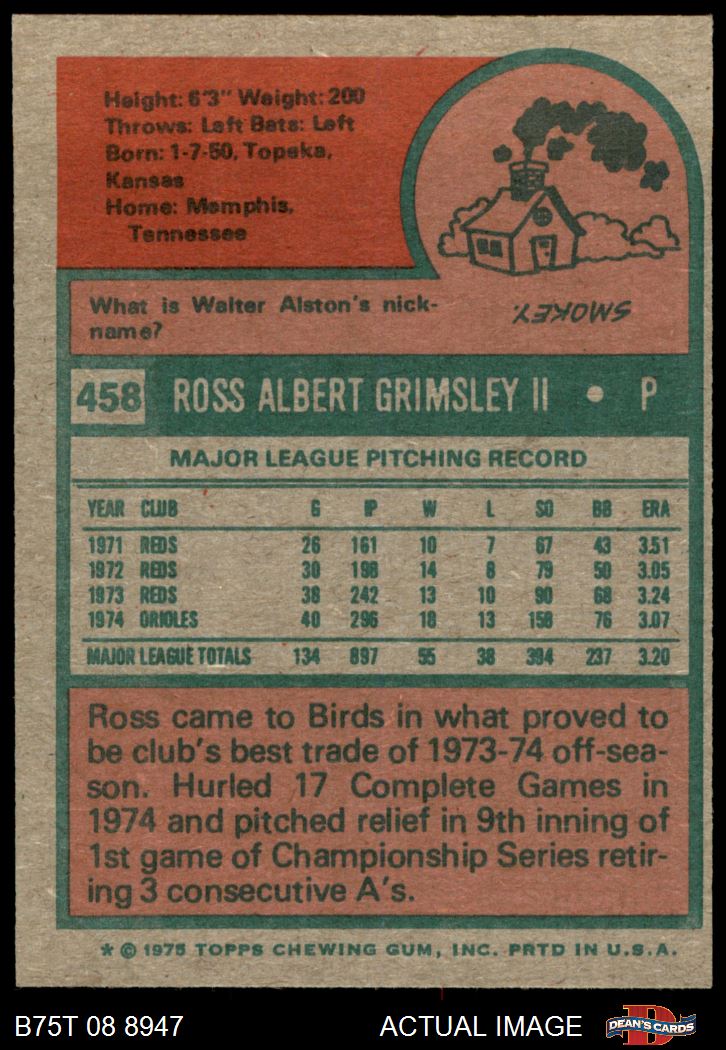 Height: 6'3" Weight: 200
Throws: Left Bats: Left
Born: 1-7-50, Topeka,
Kansas
Home: Memphis,
Tennessee
What is Walter Alston's nick-
name?
SMOKEY.
458 ROSS ALBERT GRIMSLEY II • P
MAJOR LEAGUE PITCHING RECORD
YEAR CLUB G IP W L SO BB ERA
1971 REDS 26 161 10 7 67 43 3.51
1972 REDS 30 198 14 8 79 50 3.05
1973 REDS 38 242 13 10 90 68 3.24
1974 ORIOLES 40 296 18 13 158 76 3.07
MAJOR LEAGUE TOTALS 134 897 55 38 394 237 3.20
Ross came to Birds in what proved to
be club's best trade of 1973-74 off-sea-
son. Hurled 17 Complete Games in
1974 and pitched relief in 9th inning of
1st game of Championship Series retir-
ing 3 consecutive A's.
* © 1975 TOPPS CHEWING GUM, INC. PRTD IN U.S.A.
B75T 08 8947 ACTUAL IMAGE D DEAN'S CARDS